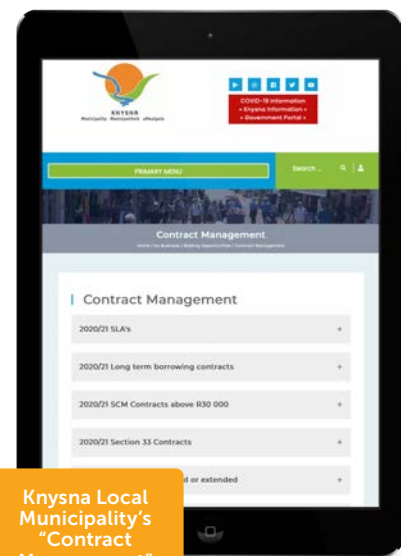 KNYSNA
Municipality Munisipaliteit uMasipala
COVID-19 Information
• Knysna Information •
• Government Portal •
PRIMARY MENU
Search ...
Contract Management
Home / Do Business / Bidding Opportunities / Contract Management
Contract Management
2020/21 SLA's +
2020/21 Long term borrowing contracts +
2020/21 SCM Contracts above R30 000 +
2020/21 Section 33 Contracts +
d or extended +
Knysna Local
Municipality's
"Contract